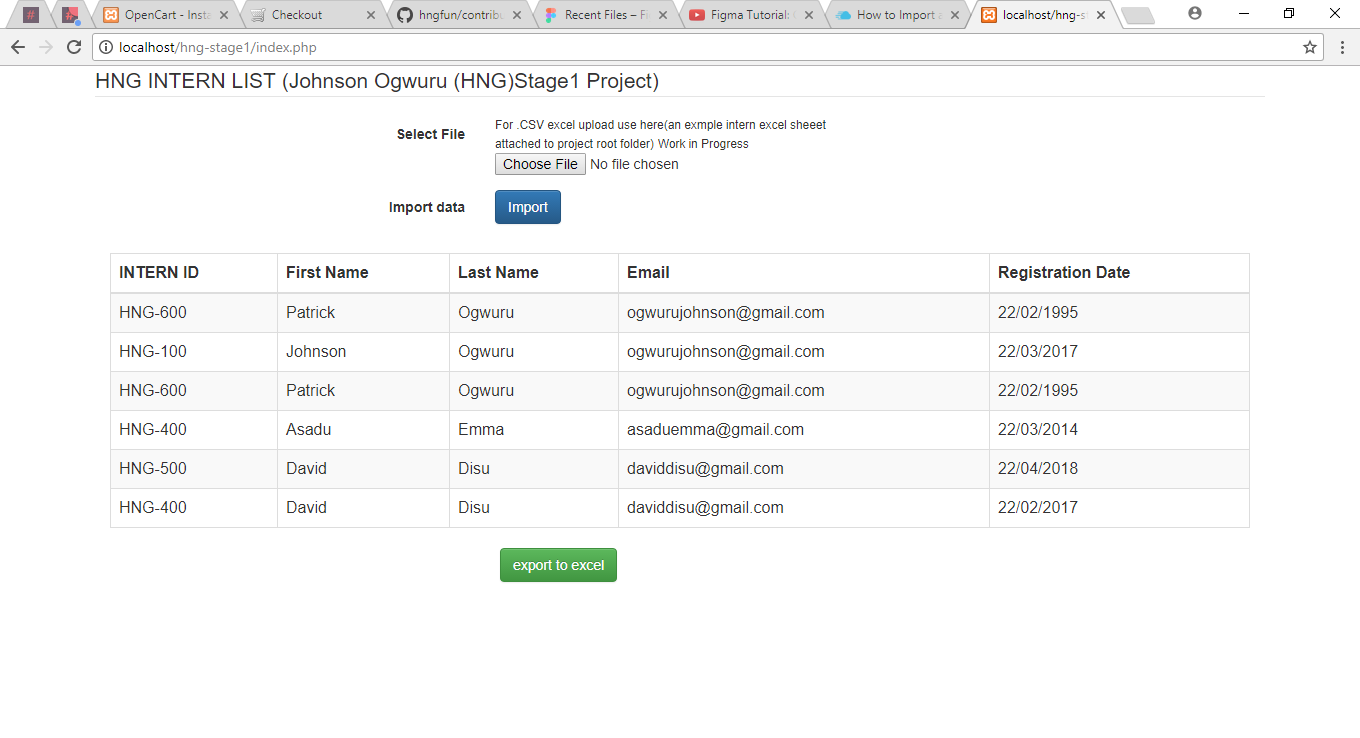 OpenCart - Insta
Checkout
hngfun/contribu
Recent Files – Fi
Figma Tutorial:
How to Import a
localhost/hng-st
localhost/hng-stage1/index.php
HNG INTERN LIST (Johnson Ogwuru (HNG)Stage1 Project)
Select File
For .CSV excel upload use here(an exmple intern excel sheeet
attached to project root folder) Work in Progress
Choose File No file chosen
Import data
Import
INTERN ID First Name Last Name Email Registration Date
HNG-600 Patrick Ogwuru ogwurujohnson@gmail.com 22/02/1995
HNG-100 Johnson Ogwuru ogwurujohnson@gmail.com 22/03/2017
HNG-600 Patrick Ogwuru ogwurujohnson@gmail.com 22/02/1995
HNG-400 Asadu Emma asaduemma@gmail.com 22/03/2014
HNG-500 David Disu daviddisu@gmail.com 22/04/2018
HNG-400 David Disu daviddisu@gmail.com 22/02/2017
export to excel